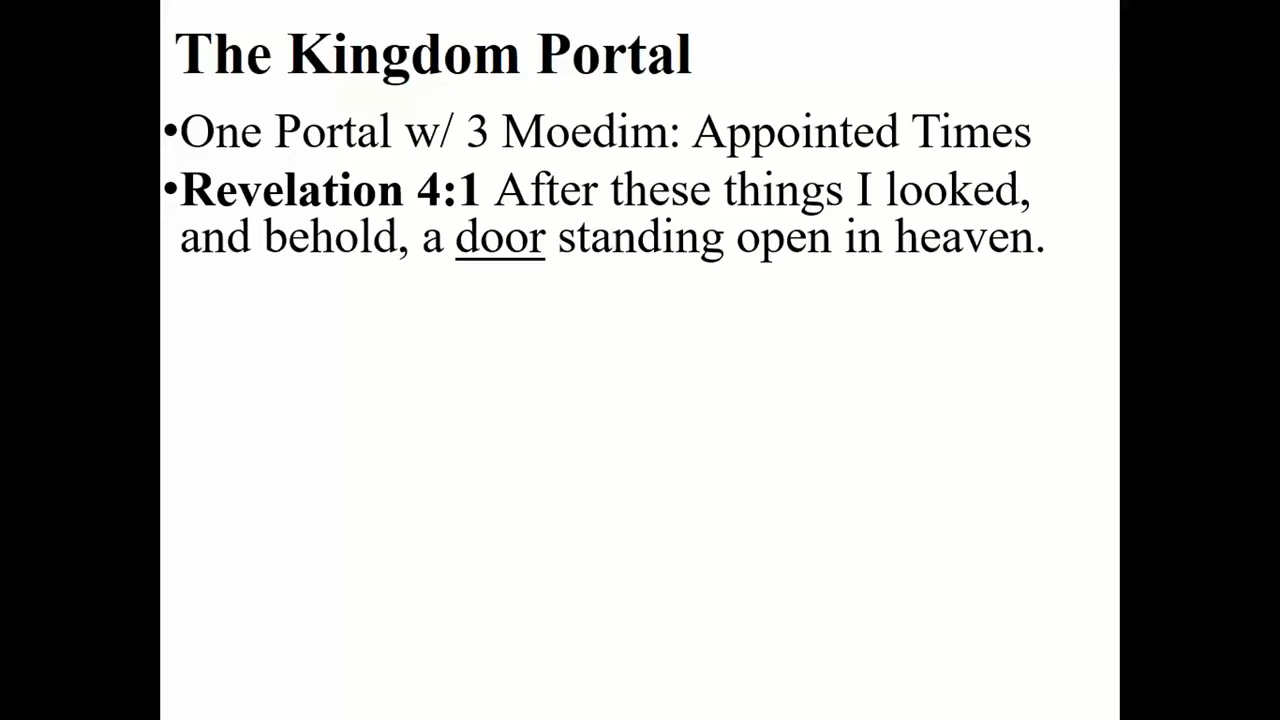 The Kingdom Portal
•One Portal w/ 3 Moedim: Appointed Times
•Revelation 4:1 After these things I looked,
and behold, a door standing open in heaven.